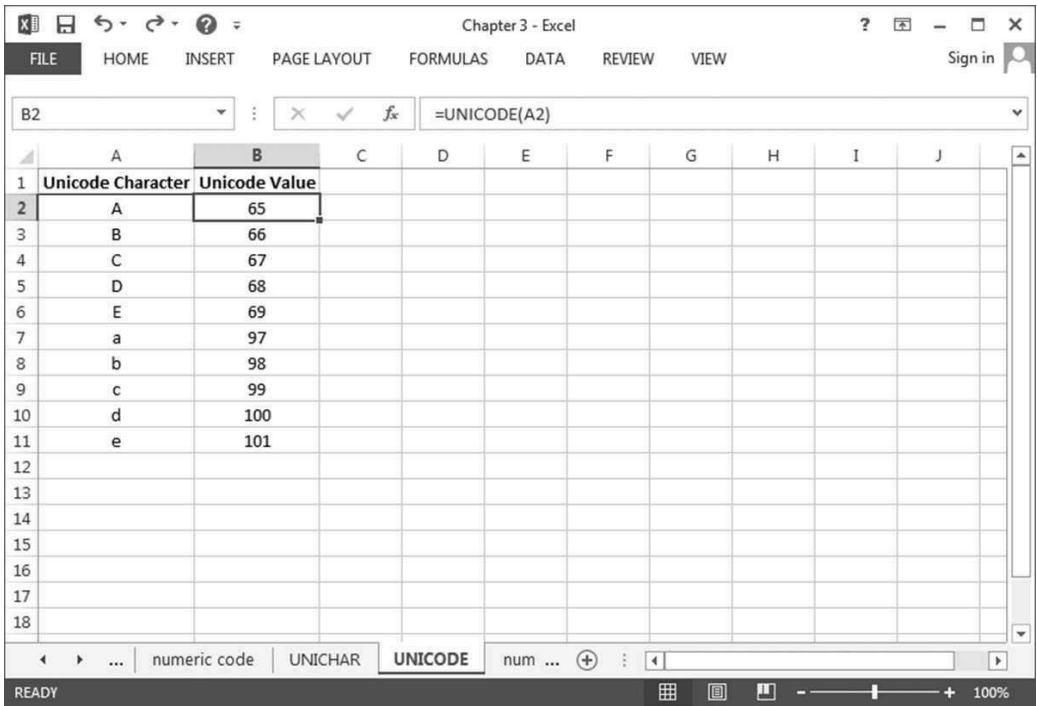 Chapter 3 - Excel ?
FILE HOME INSERT PAGE LAYOUT FORMULAS DATA REVIEW VIEW Sign in
B2 fx =UNICODE(A2)
A B C D E F G H I J
1 Unicode Character Unicode Value
2 A 65
3 B 66
4 C 67
5 D 68
6 E 69
7 a 97
8 b 98
9 c 99
10 d 100
11 e 101
12
13
14
15
16
17
18
... numeric code UNICHAR UNICODE num ...
READY 100%